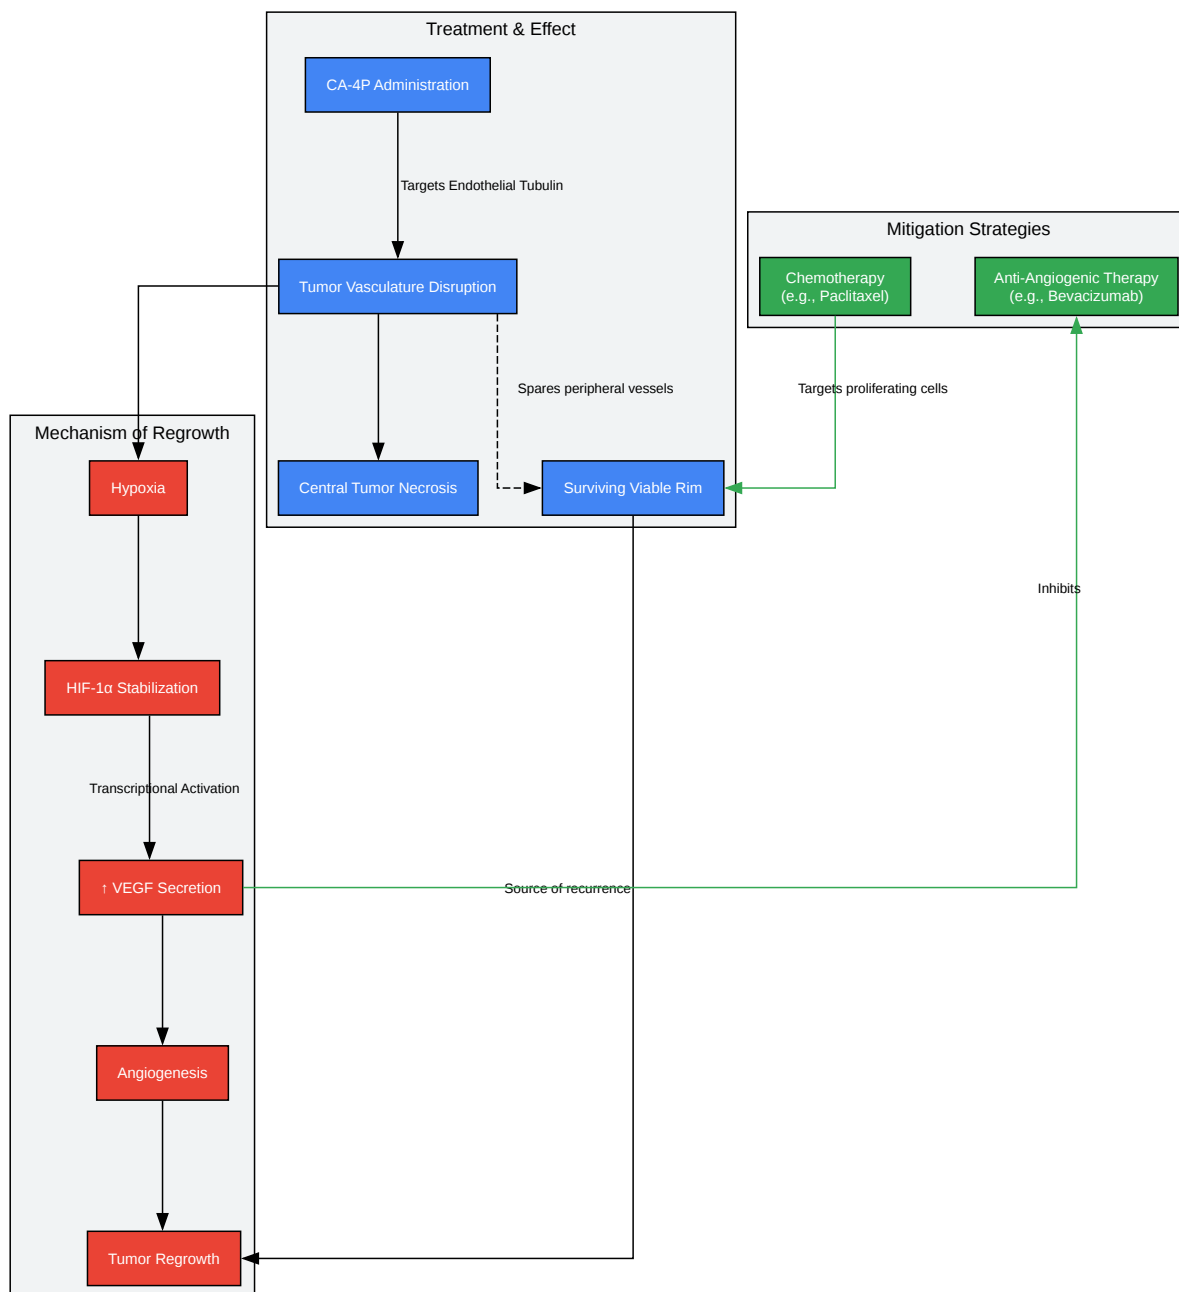 Treatment & Effect
CA-4P Administration
Targets Endothelial Tubulin
Mitigation Strategies
Chemotherapy
(e.g., Paclitaxel)
Anti-Angiogenic Therapy
(e.g., Bevacizumab)
Tumor Vasculature Disruption
Spares peripheral vessels
Targets proliferating cells
Mechanism of Regrowth
Hypoxia
Central Tumor Necrosis
Surviving Viable Rim
Inhibits
HIF-1α Stabilization
Transcriptional Activation
↑ VEGF Secretion
Source of recurrence
Angiogenesis
Tumor Regrowth